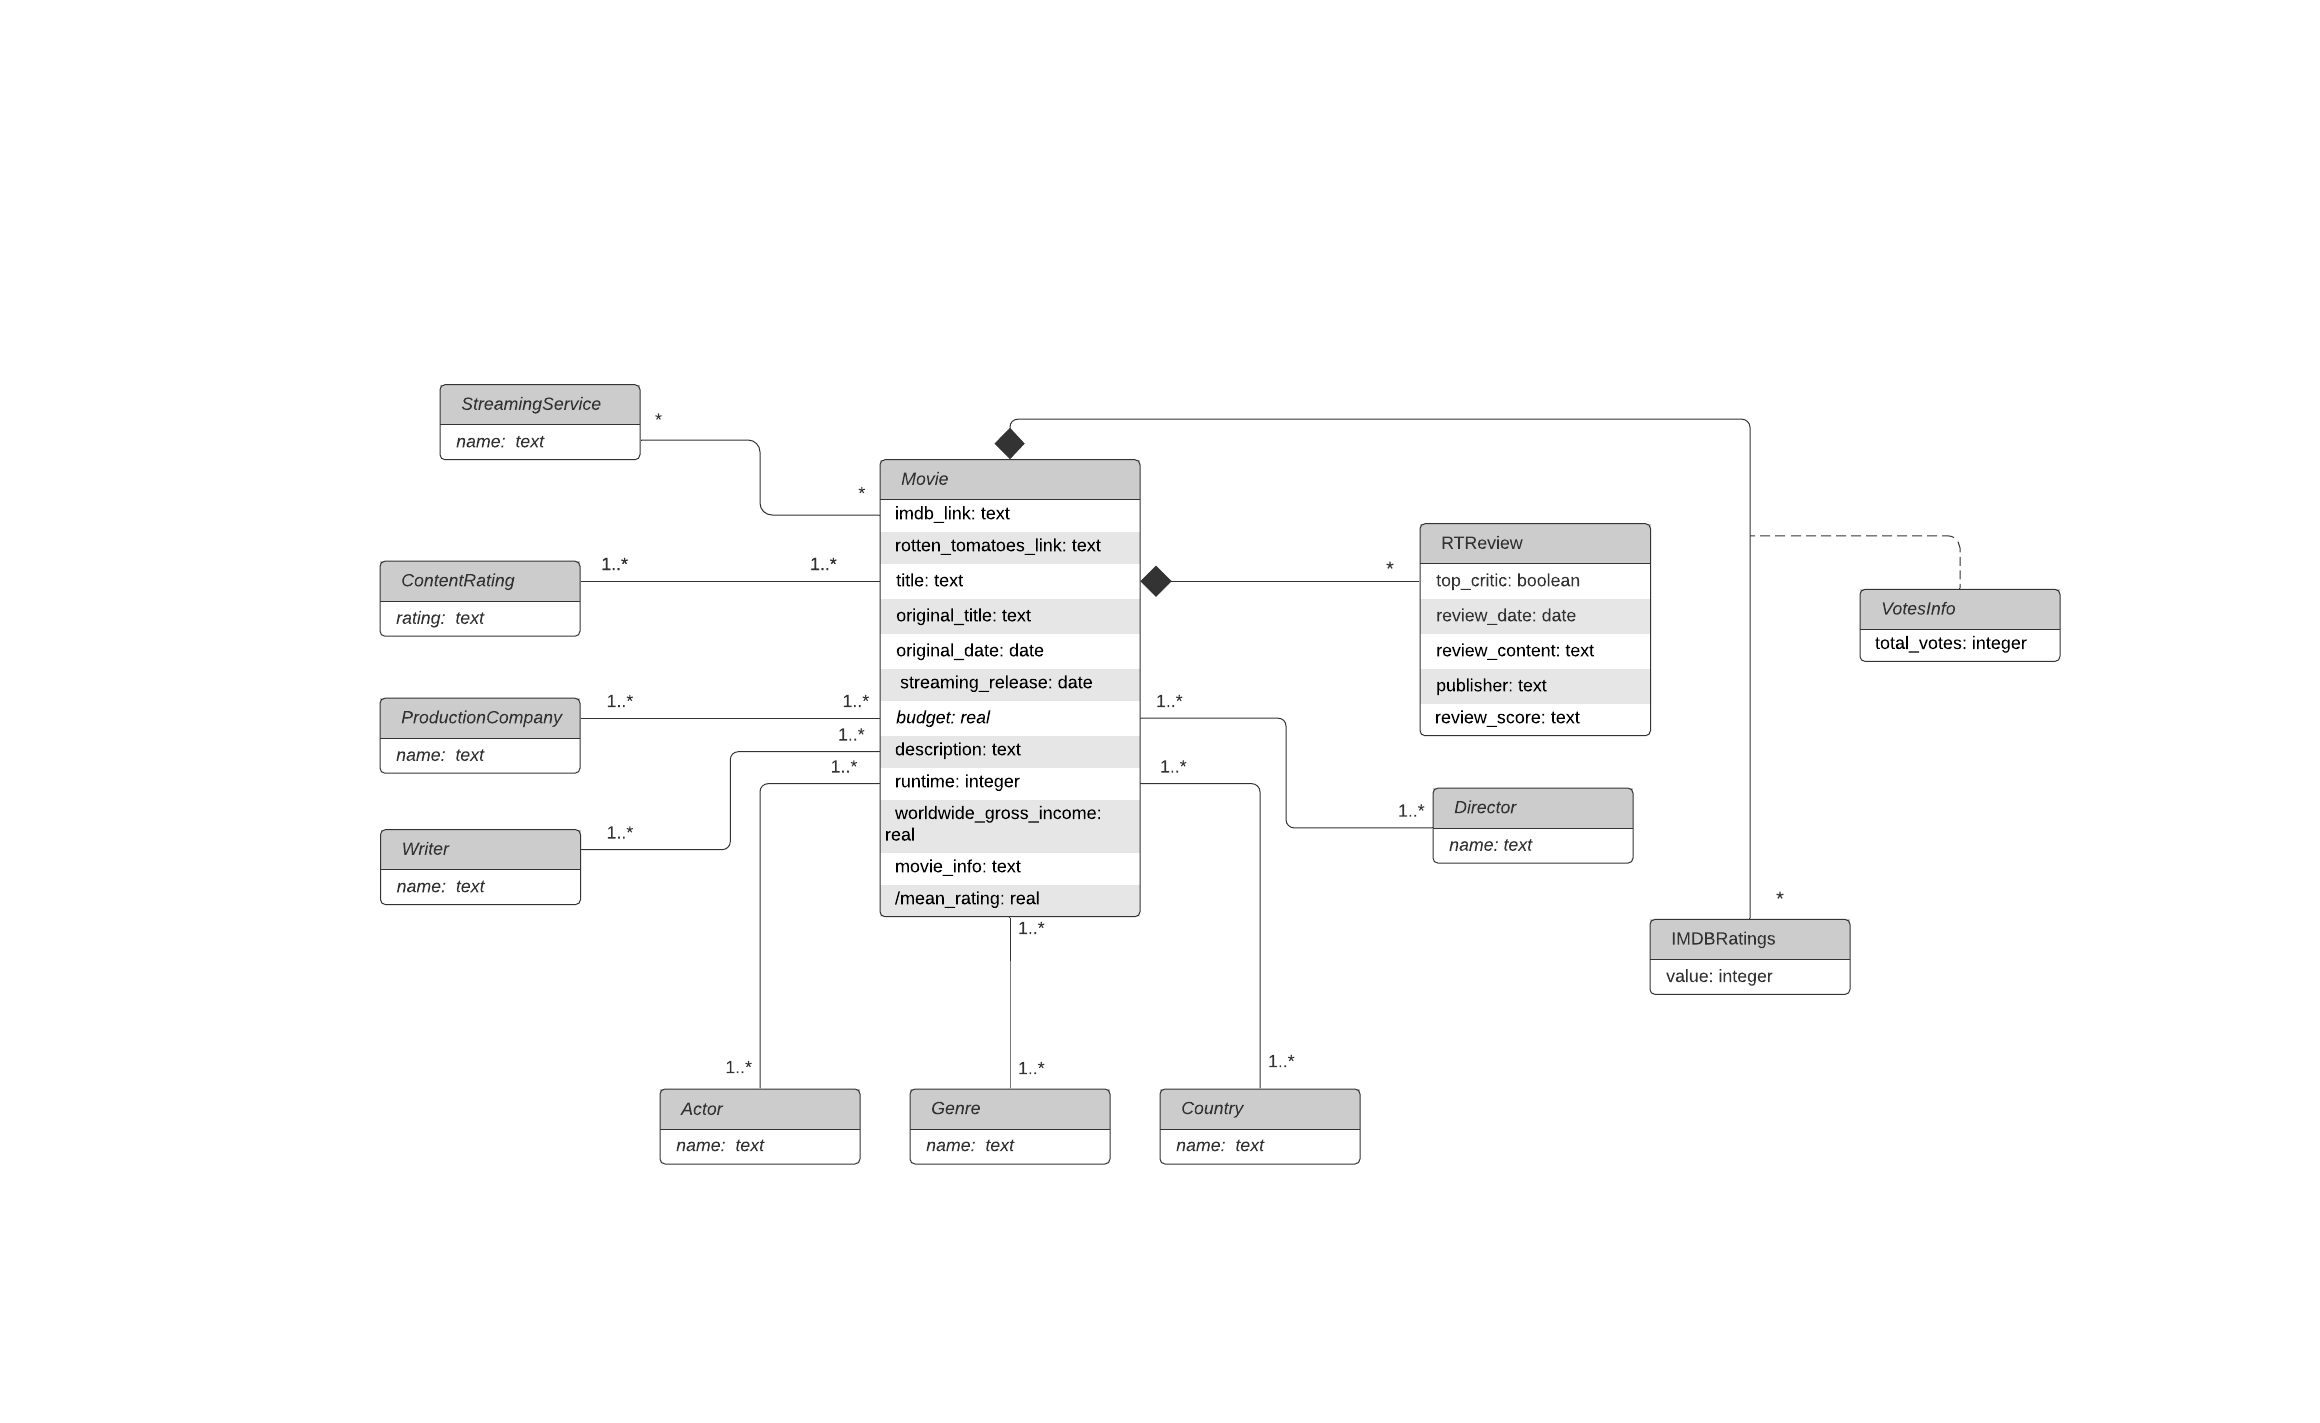 StreamingService
name: text
*
*
ContentRating
rating: text
1..*
1..*
ProductionCompany
name: text
1..*
1..*
Writer
name: text
1..*
1..*
1..*
Movie
imdb_link: text
rotten_tomatoes_link: text
title: text
original_title: text
original_date: date
streaming_release: date
budget: real
description: text
runtime: integer
worldwide_gross_income:
real
movie_info: text
/mean_rating: real
*
RTReview
top_critic: boolean
review_date: date
review_content: text
publisher: text
review_score: text
VotesInfo
total_votes: integer
1..*
1..*
1..*
Director
name: text
*
IMDBRatings
value: integer
1..*
1..*
1..*
1..*
Actor
name: text
Genre
name: text
Country
name: text